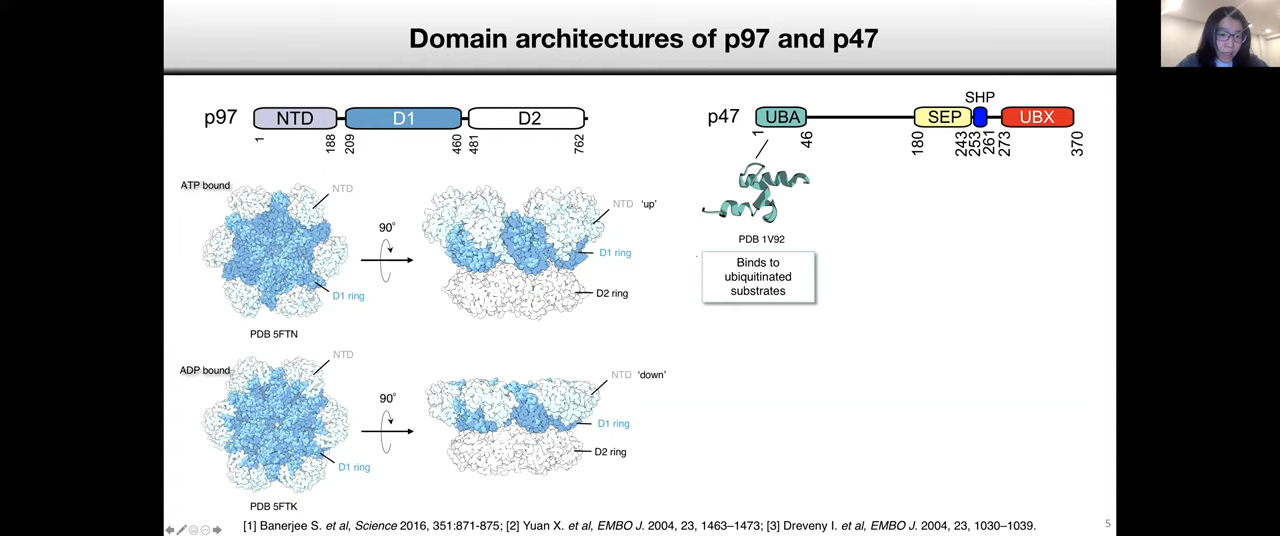 Domain architectures of p97 and p47
p97
NTD
D1
D2
1
188
209
460
481
762
p47
UBA
SEP
SHP
UBX
1
46
180
243
253
261
273
370
ATP bound
NTD
D1 ring
PDB 5FTN
90°
NTD 'up'
D1 ring
D2 ring
PDB 1V92
Binds to
ubiquitinated
substrates
ADP bound
NTD
D1 ring
PDB 5FTK
90°
NTD 'down'
D1 ring
D2 ring
[1] Banerjee S. et al, Science 2016, 351:871-875; [2] Yuan X. et al, EMBO J. 2004, 23, 1463–1473; [3] Dreveny I. et al, EMBO J. 2004, 23, 1030–1039.
5